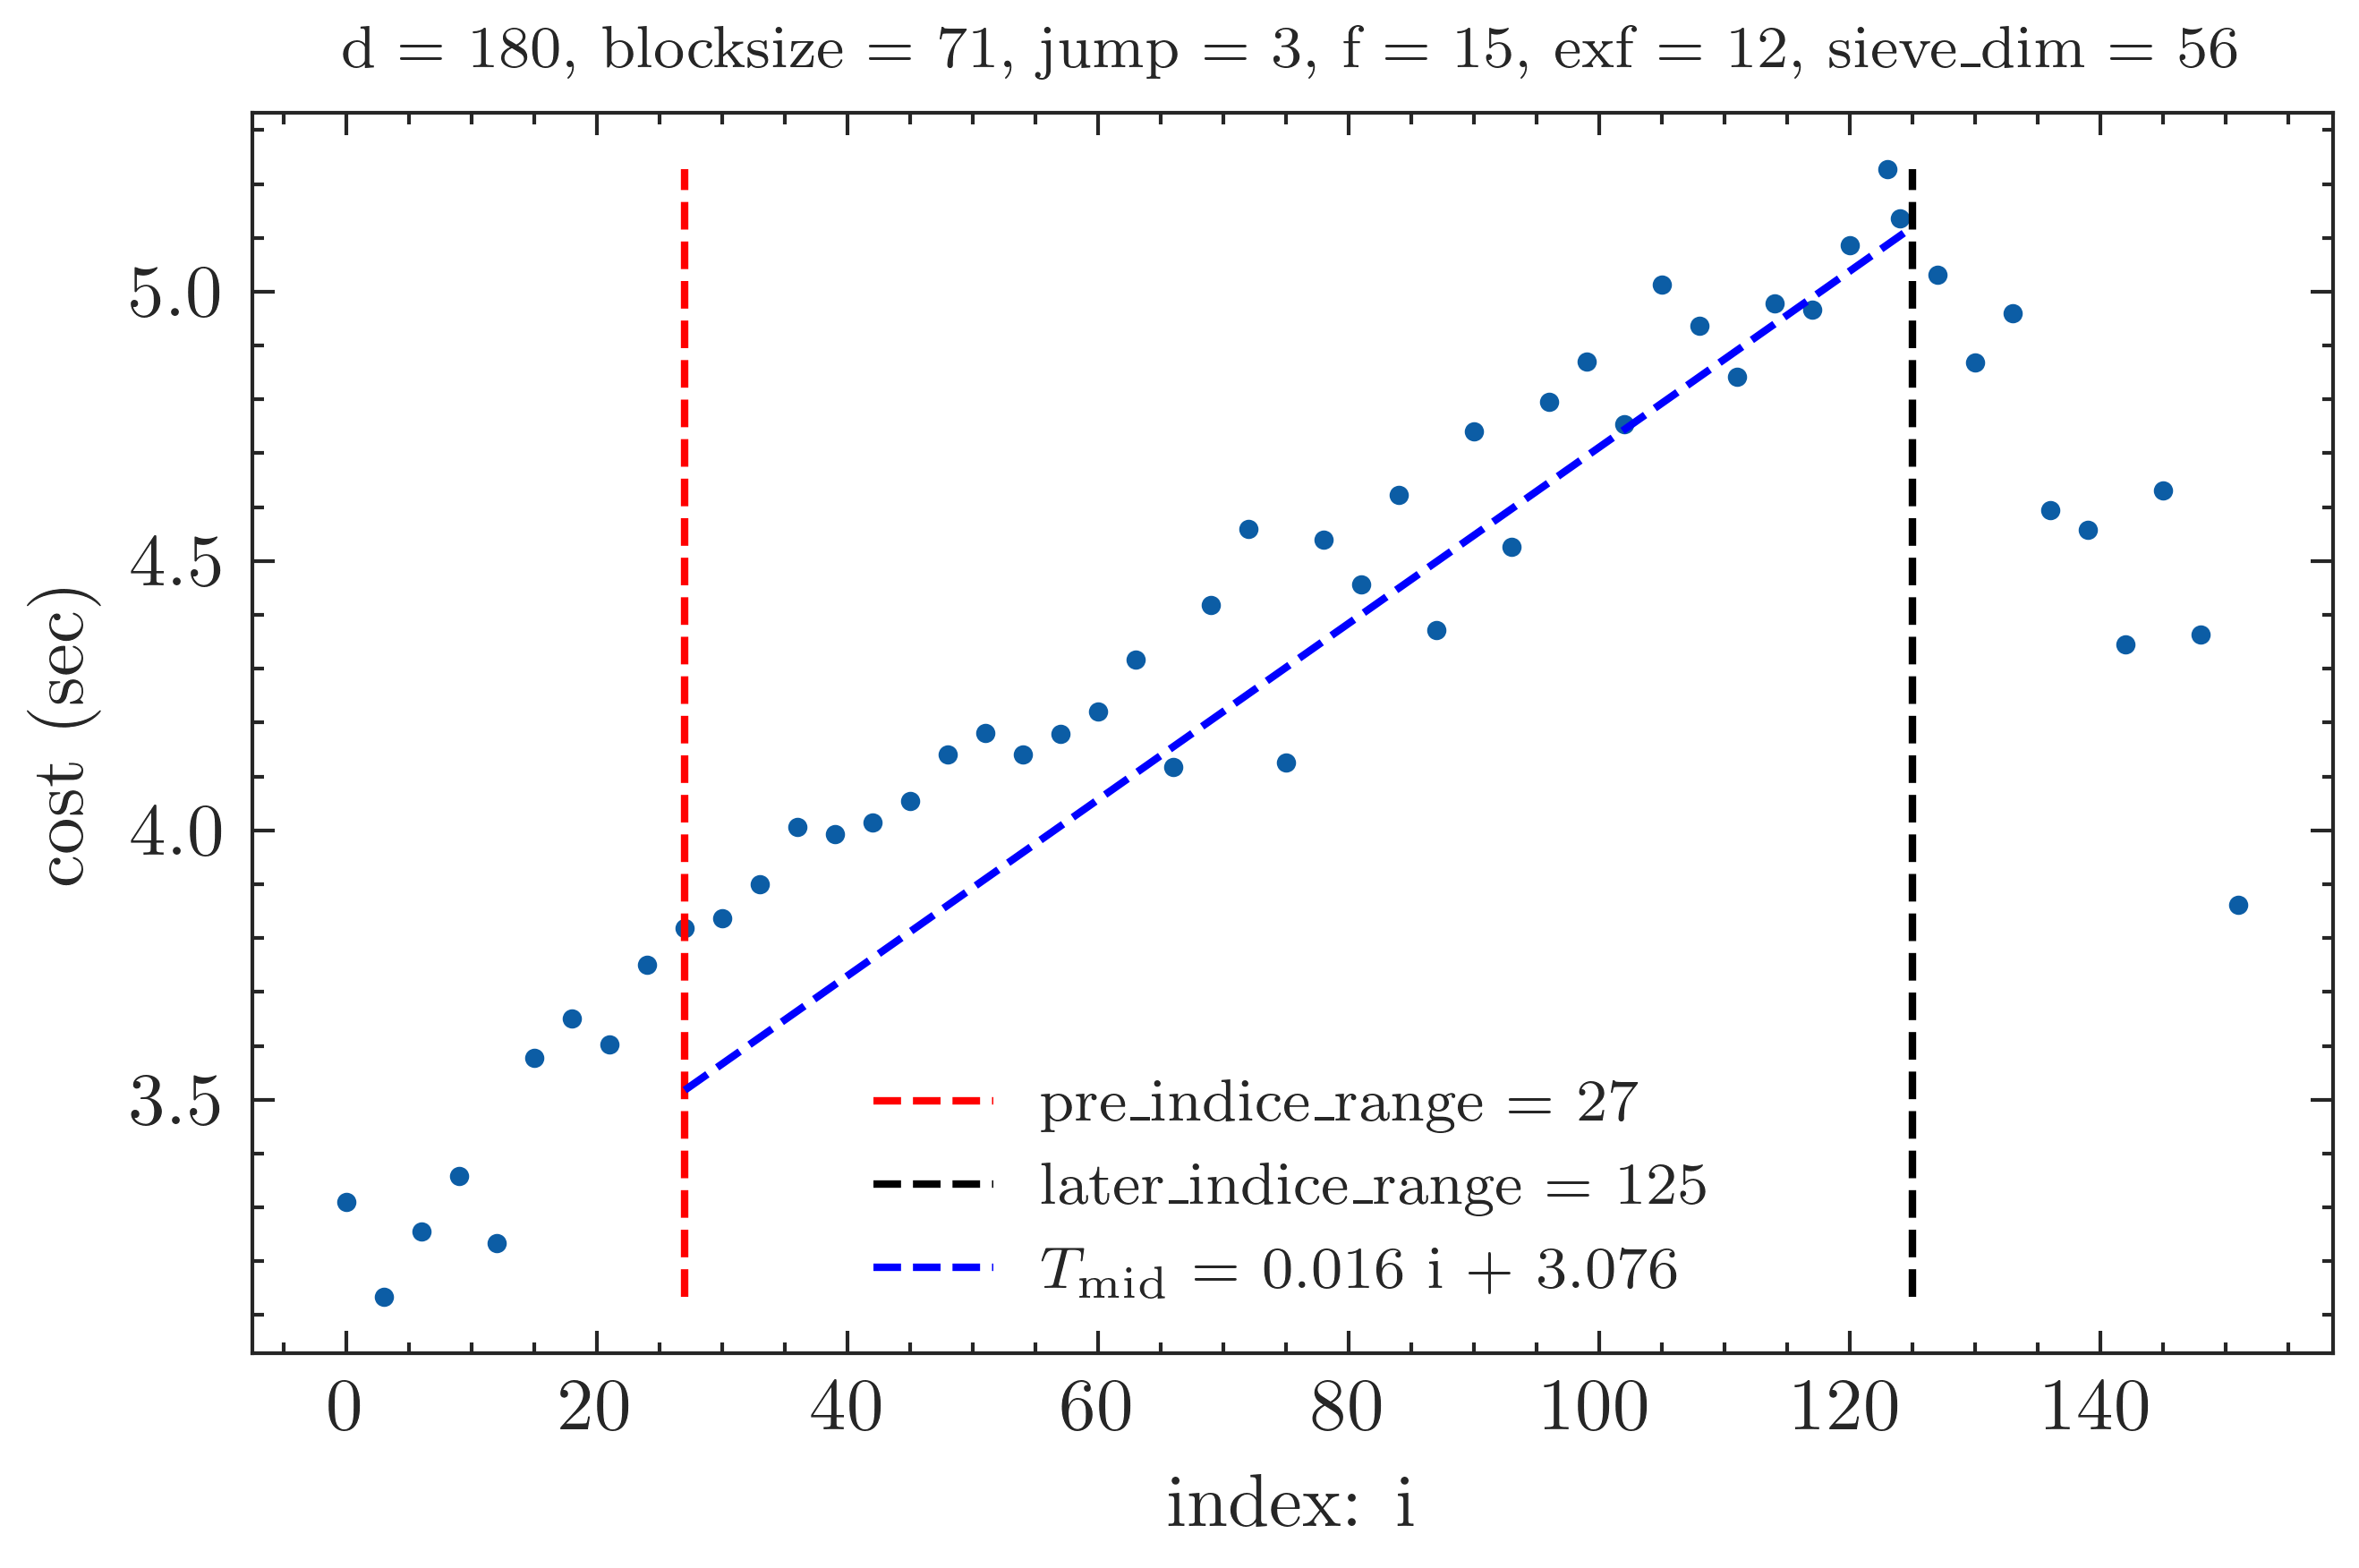 d = 180, blocksize = 71, jump = 3, f = 15, exf = 12, sieve_dim = 56
cost (sec)
5.0
4.5
4.0
3.5
pre_indice_range = 27
later_indice_range = 125
T_mid = 0.016 i + 3.076
0 20 40 60 80 100 120 140
index: i